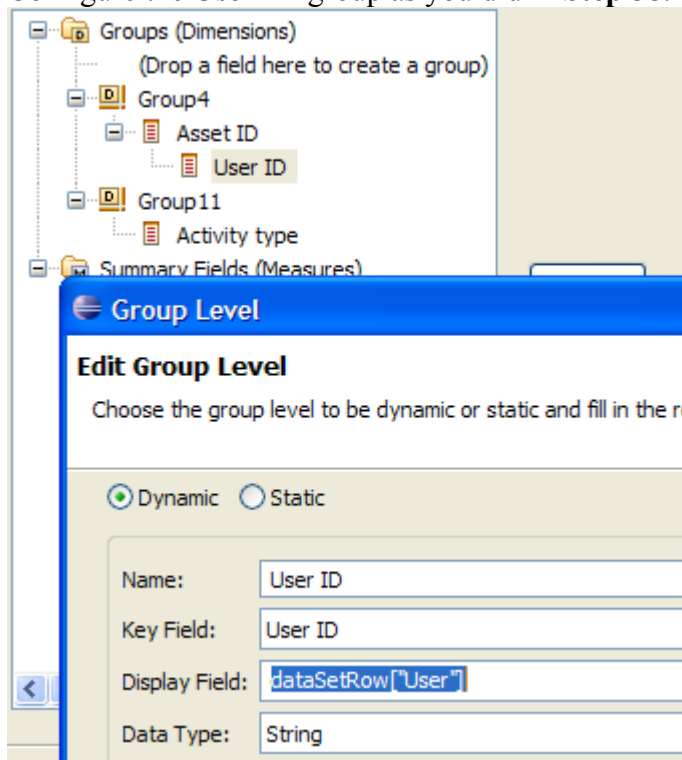 Groups (Dimensions)
(Drop a field here to create a group)
Group4
Asset ID
User ID
Group11
Activity type
Summary Fields (Measures)
Group Level
Edit Group Level
Choose the group level to be dynamic or static and fill in the
Dynamic Static
Name: User ID
Key Field: User ID
Display Field: dataSetRow["User"]
Data Type: String